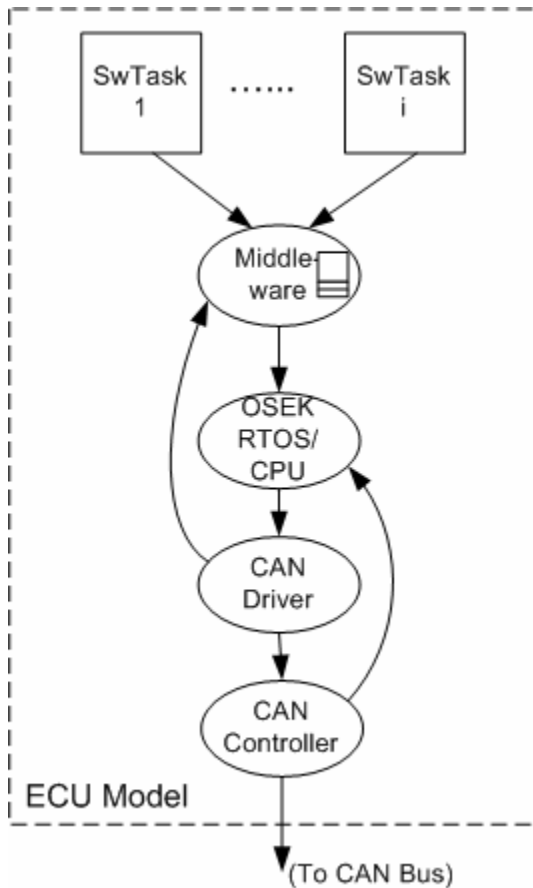 SwTask
1
......
SwTask
i
Middle-
ware
OSEK
RTOS/
CPU
CAN
Driver
CAN
Controller
ECU Model
(To CAN Bus)